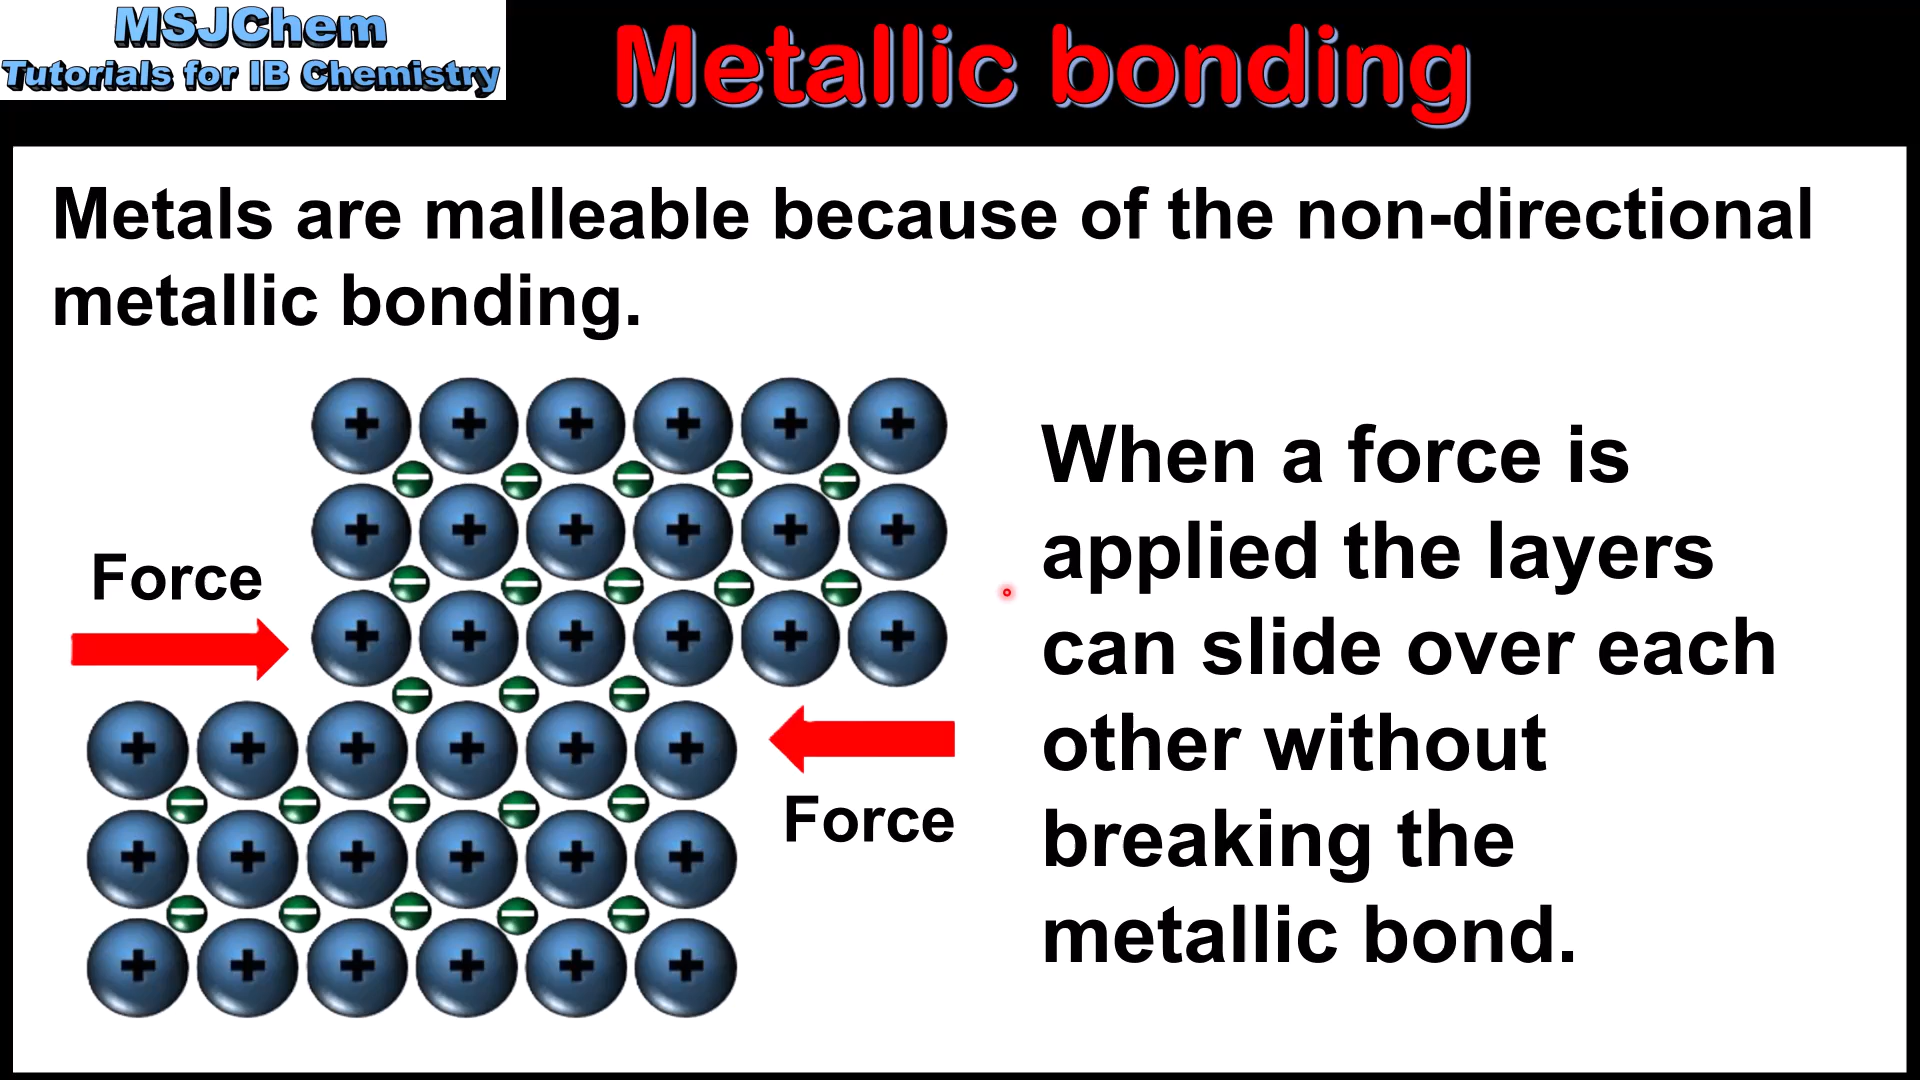 MSJChem
Tutorials for IB Chemistry
Metallic bonding
Metals are malleable because of the non-directional
metallic bonding.
Force
Force
When a force is
applied the layers
can slide over each
other without
breaking the
metallic bond.